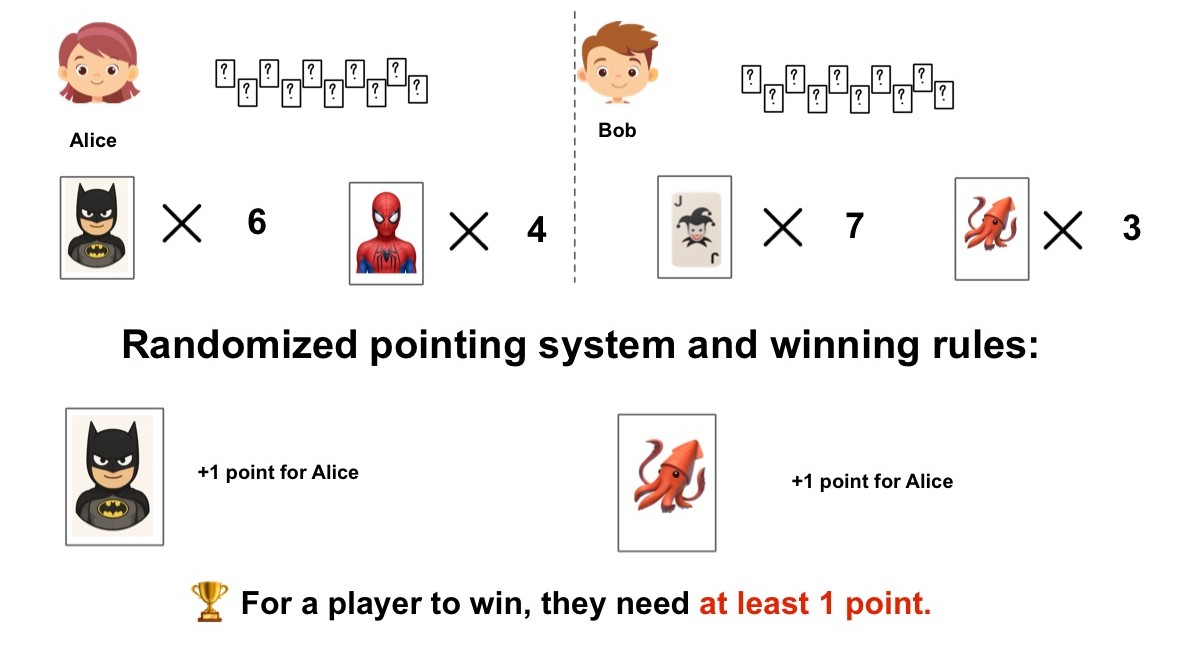 ? ? ? ? ? ? ? ? ? ?
? ? ? ? ? ? ? ? ? ?
Alice
Bob
6
4
J
J
7
3
Randomized pointing system and winning rules:
+1 point for Alice
+1 point for Alice
For a player to win, they need at least 1 point.